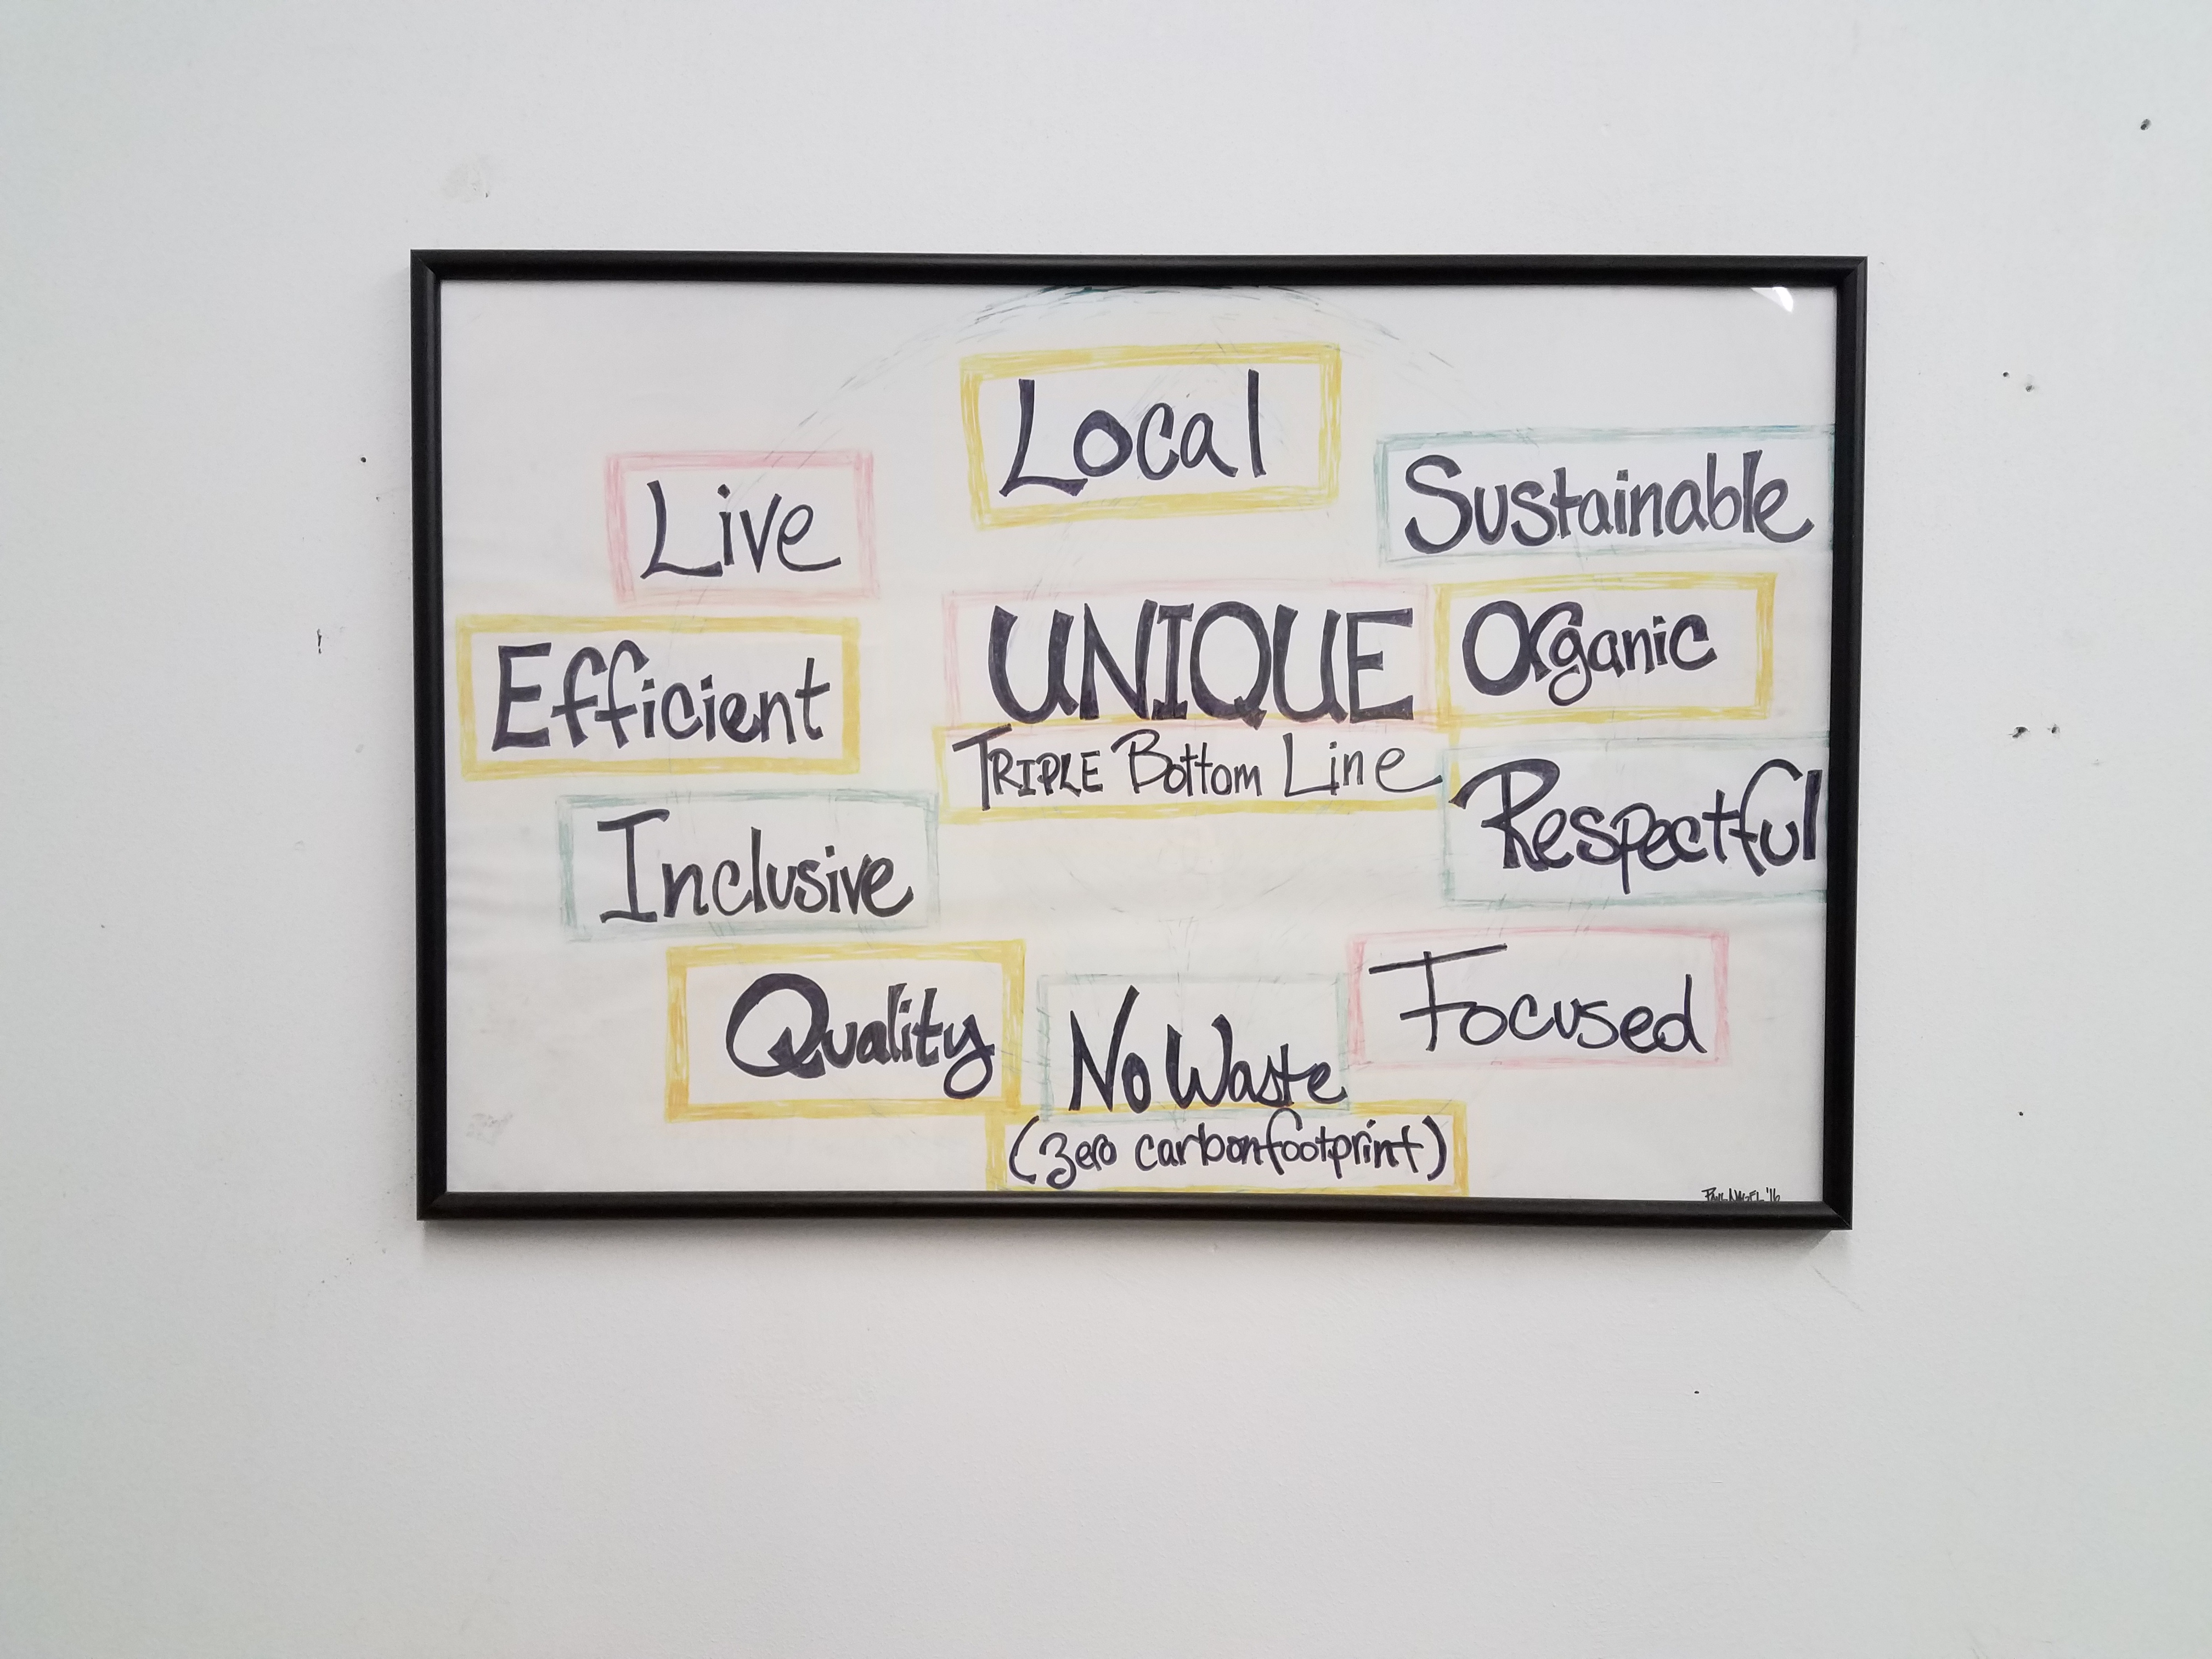 Local
Live
Sustainable
UNIQUE
Organic
Efficient
TRIPLE Bottom Line
Respectful
Inclusive
Focused
Quality
No Waste
(zero carbonfootprint)
PAUL NAGEL '16